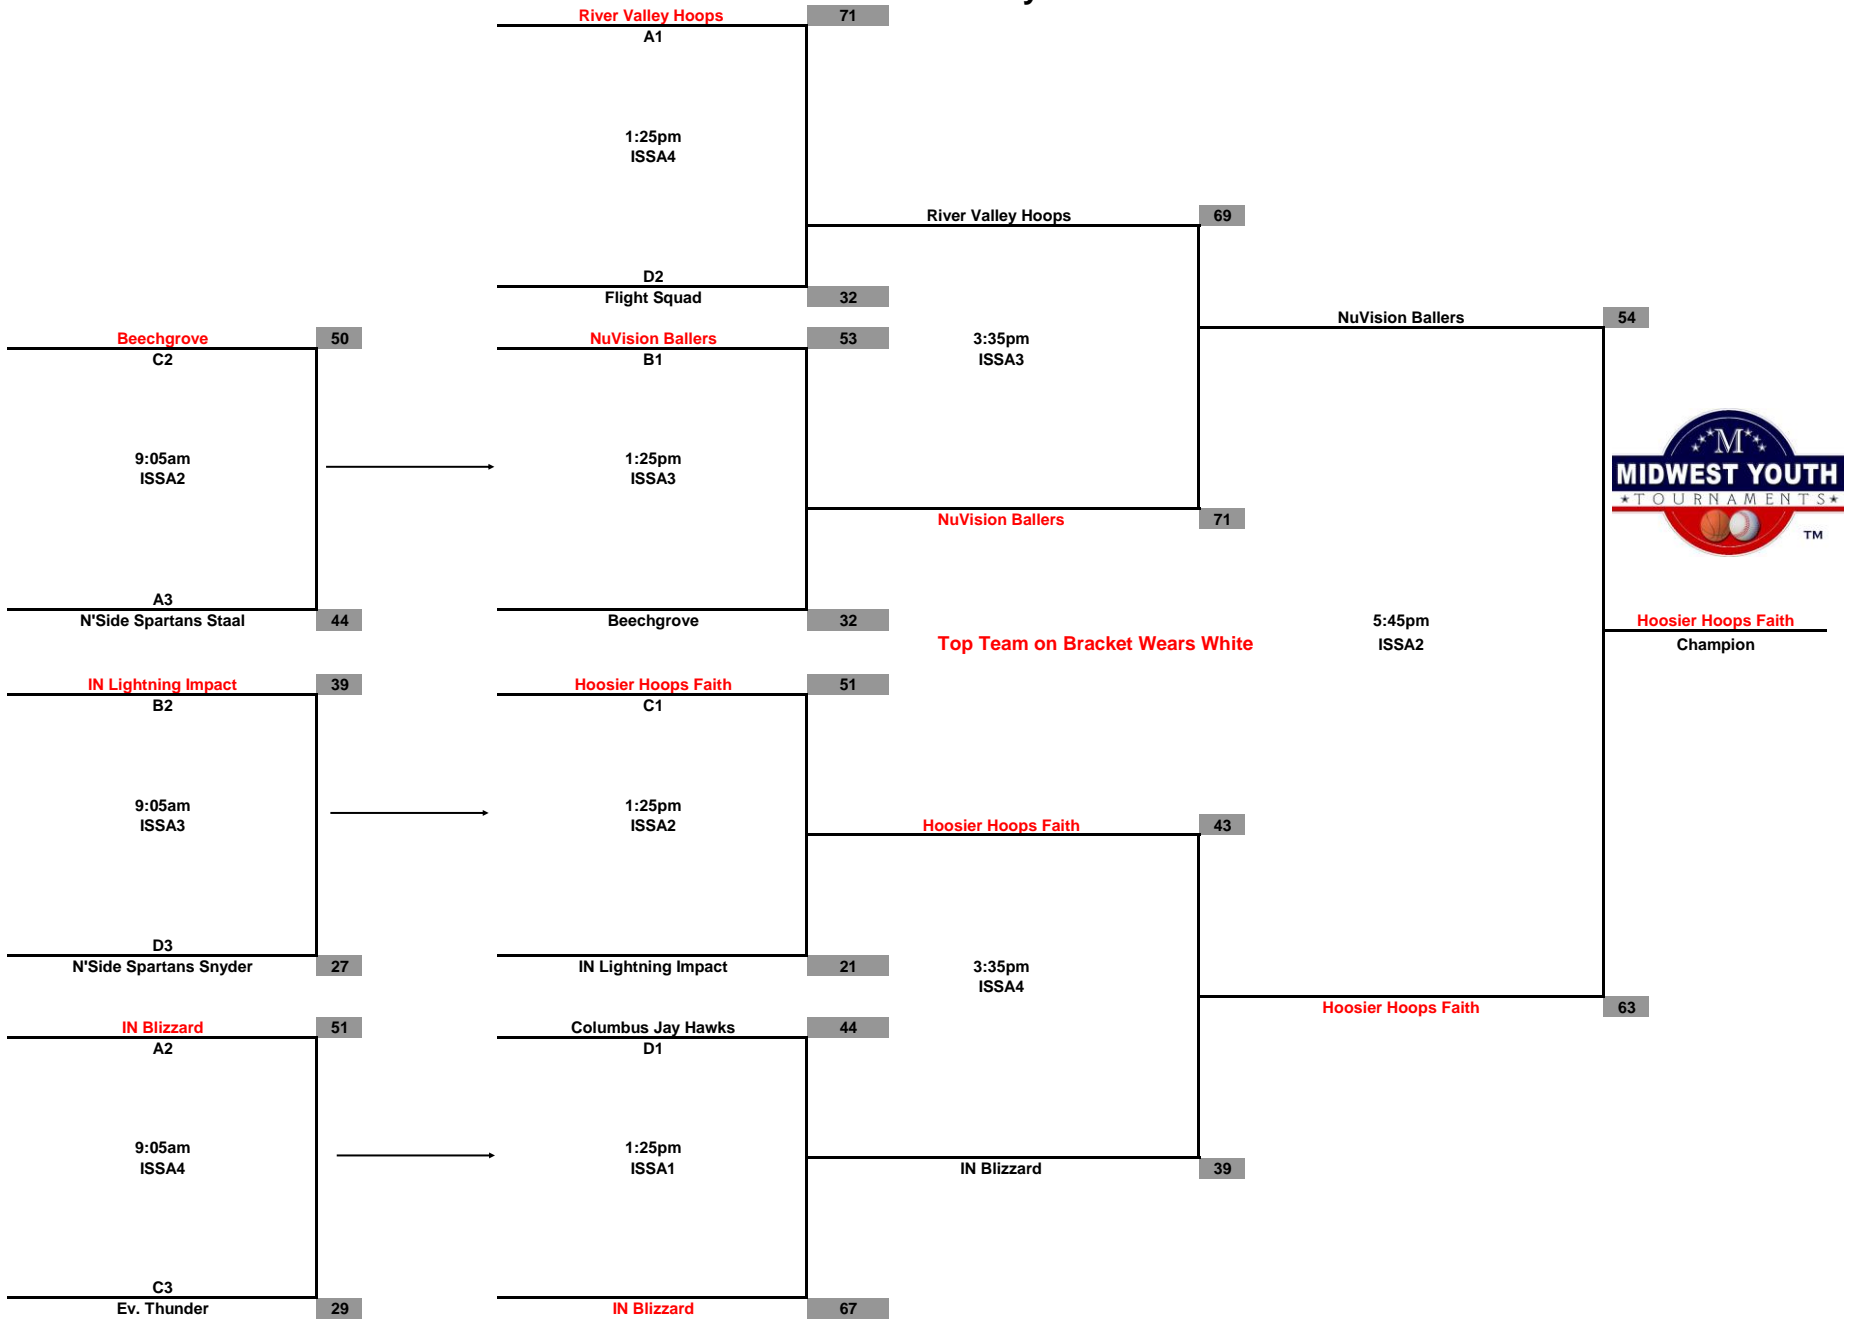 River Valley Hoops 71
A1
1:25pm
ISSA4
River Valley Hoops 69
D2
Flight Squad 32
NuVision Ballers 54
Beechgrove 50
C2
NuVision Ballers 53
B1
3:35pm
ISSA3
9:05am
ISSA2
1:25pm
ISSA3
M
MIDWEST YOUTH
TOURNAMENTS
TM
NuVision Ballers 71
A3
N'Side Spartans Staal 44
Beechgrove 32
5:45pm
ISSA2
Hoosier Hoops Faith
Champion
Top Team on Bracket Wears White
IN Lightning Impact 39
B2
Hoosier Hoops Faith 51
C1
9:05am
ISSA3
1:25pm
ISSA2
Hoosier Hoops Faith 43
D3
N'Side Spartans Snyder 27
IN Lightning Impact 21
3:35pm
ISSA4
Hoosier Hoops Faith 63
IN Blizzard 51
A2
Columbus Jay Hawks 44
D1
9:05am
ISSA4
1:25pm
ISSA1
IN Blizzard 39
C3
Ev. Thunder 29
IN Blizzard 67